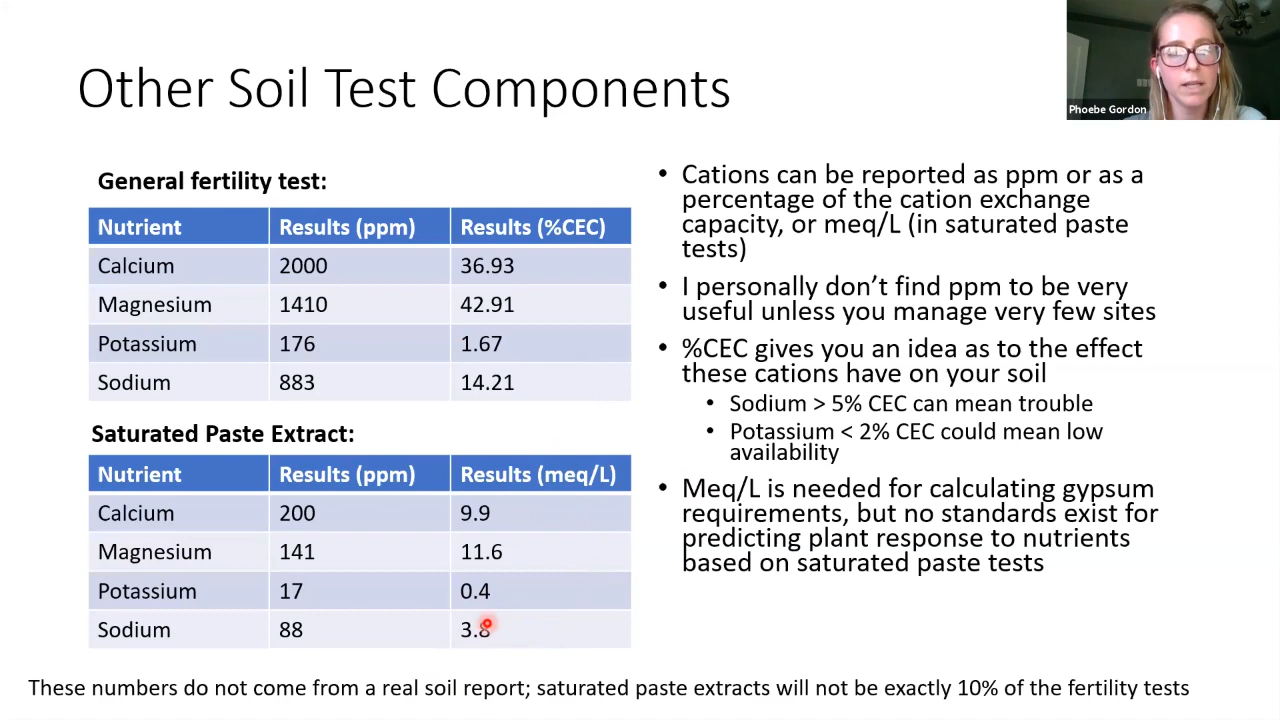 Other Soil Test Components
Phoebe Gordon
General fertility test:
Nutrient Results (ppm) Results (%CEC)
Calcium 2000 36.93
Magnesium 1410 42.91
Potassium 176 1.67
Sodium 883 14.21
Saturated Paste Extract:
Nutrient Results (ppm) Results (meq/L)
Calcium 200 9.9
Magnesium 141 11.6
Potassium 17 0.4
Sodium 88 3.8
• Cations can be reported as ppm or as a
percentage of the cation exchange
capacity, or meq/L (in saturated paste
tests)
• I personally don’t find ppm to be very
useful unless you manage very few sites
• %CEC gives you an idea as to the effect
these cations have on your soil
• Sodium > 5% CEC can mean trouble
• Potassium < 2% CEC could mean low
availability
• Meq/L is needed for calculating gypsum
requirements, but no standards exist for
predicting plant response to nutrients
based on saturated paste tests
These numbers do not come from a real soil report; saturated paste extracts will not be exactly 10% of the fertility tests